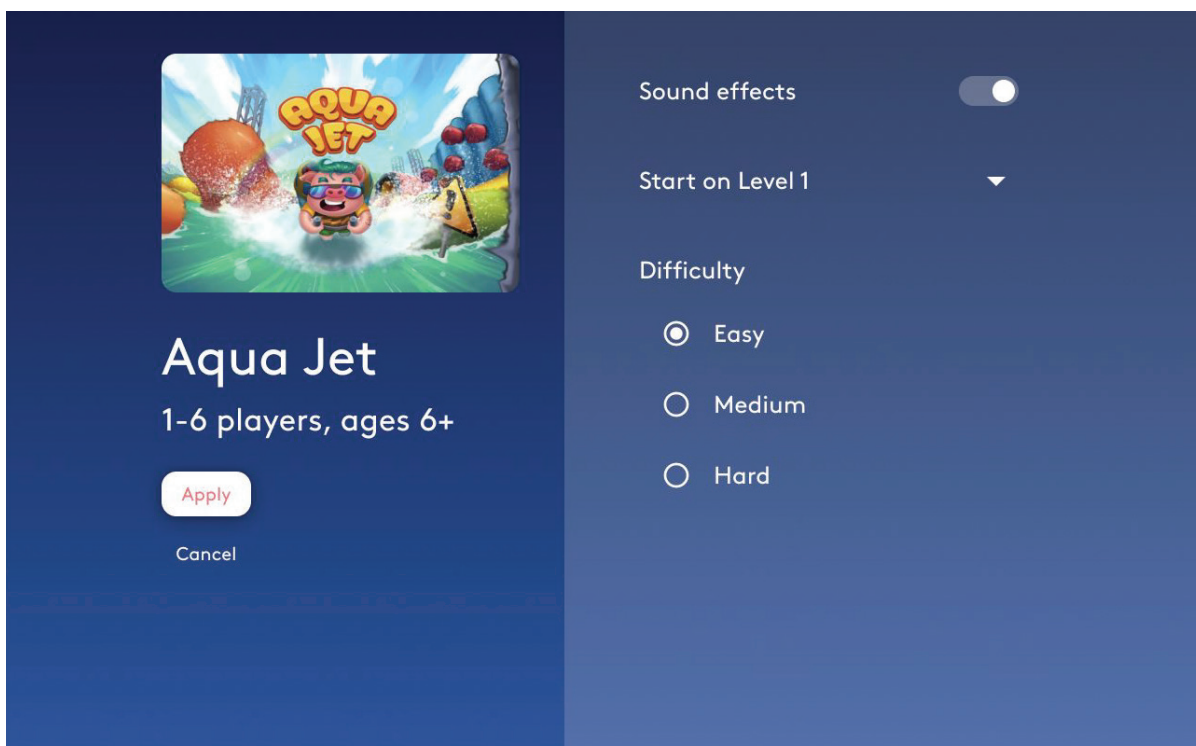 AQUA
JET
Aqua Jet
1-6 players, ages 6+
Apply
Cancel
Sound effects
Start on Level 1
Difficulty
Easy
Medium
Hard